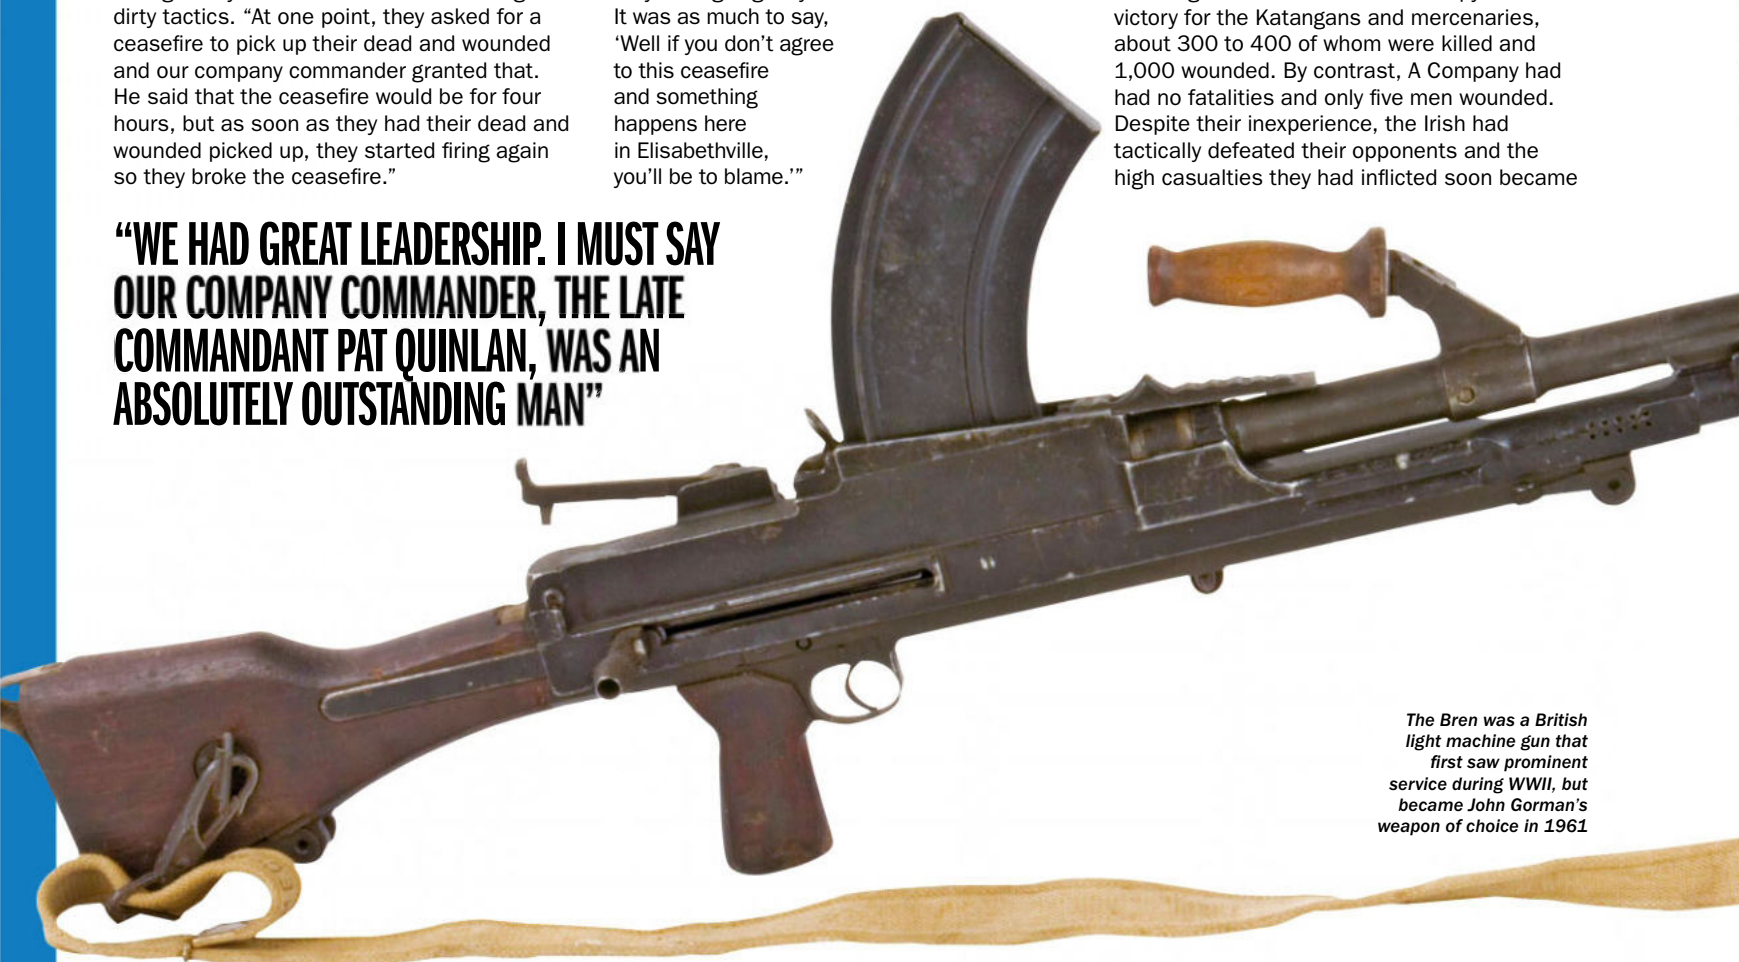 dirty tactics. “At one point, they asked for a
ceasefire to pick up their dead and wounded
and our company commander granted that.
He said that the ceasefire would be for four
hours, but as soon as they had their dead and
wounded picked up, they started firing again
so they broke the ceasefire.”
It was as much to say,
‘Well if you don’t agree
to this ceasefire
and something
happens here
in Elisabethville,
you’ll be to blame.’”
victory for the Katangans and mercenaries,
about 300 to 400 of whom were killed and
1,000 wounded. By contrast, A Company had
had no fatalities and only five men wounded.
Despite their inexperience, the Irish had
tactically defeated their opponents and the
high casualties they had inflicted soon became
“WE HAD GREAT LEADERSHIP. I MUST SAY
OUR COMPANY COMMANDER, THE LATE
COMMANDANT PAT QUINLAN, WAS AN
ABSOLUTELY OUTSTANDING MAN”
The Bren was a British
light machine gun that
first saw prominent
service during WWII, but
became John Gorman’s
weapon of choice in 1961